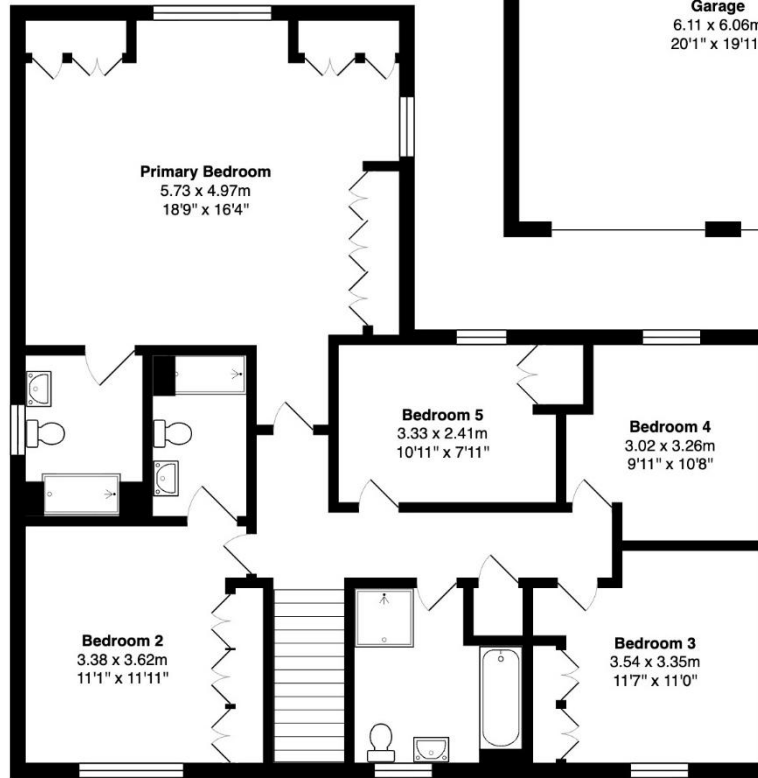 Garage
6.11 x 6.06m
20'1" x 19'11
Primary Bedroom
5.73 x 4.97m
18'9" x 16'4"
Bedroom 5
3.33 x 2.41m
10'11" x 7'11"
Bedroom 4
3.02 x 3.26m
9'11" x 10'8"
Bedroom 2
3.38 x 3.62m
11'1" x 11'11"
Bedroom 3
3.54 x 3.35m
11'7" x 11'0"